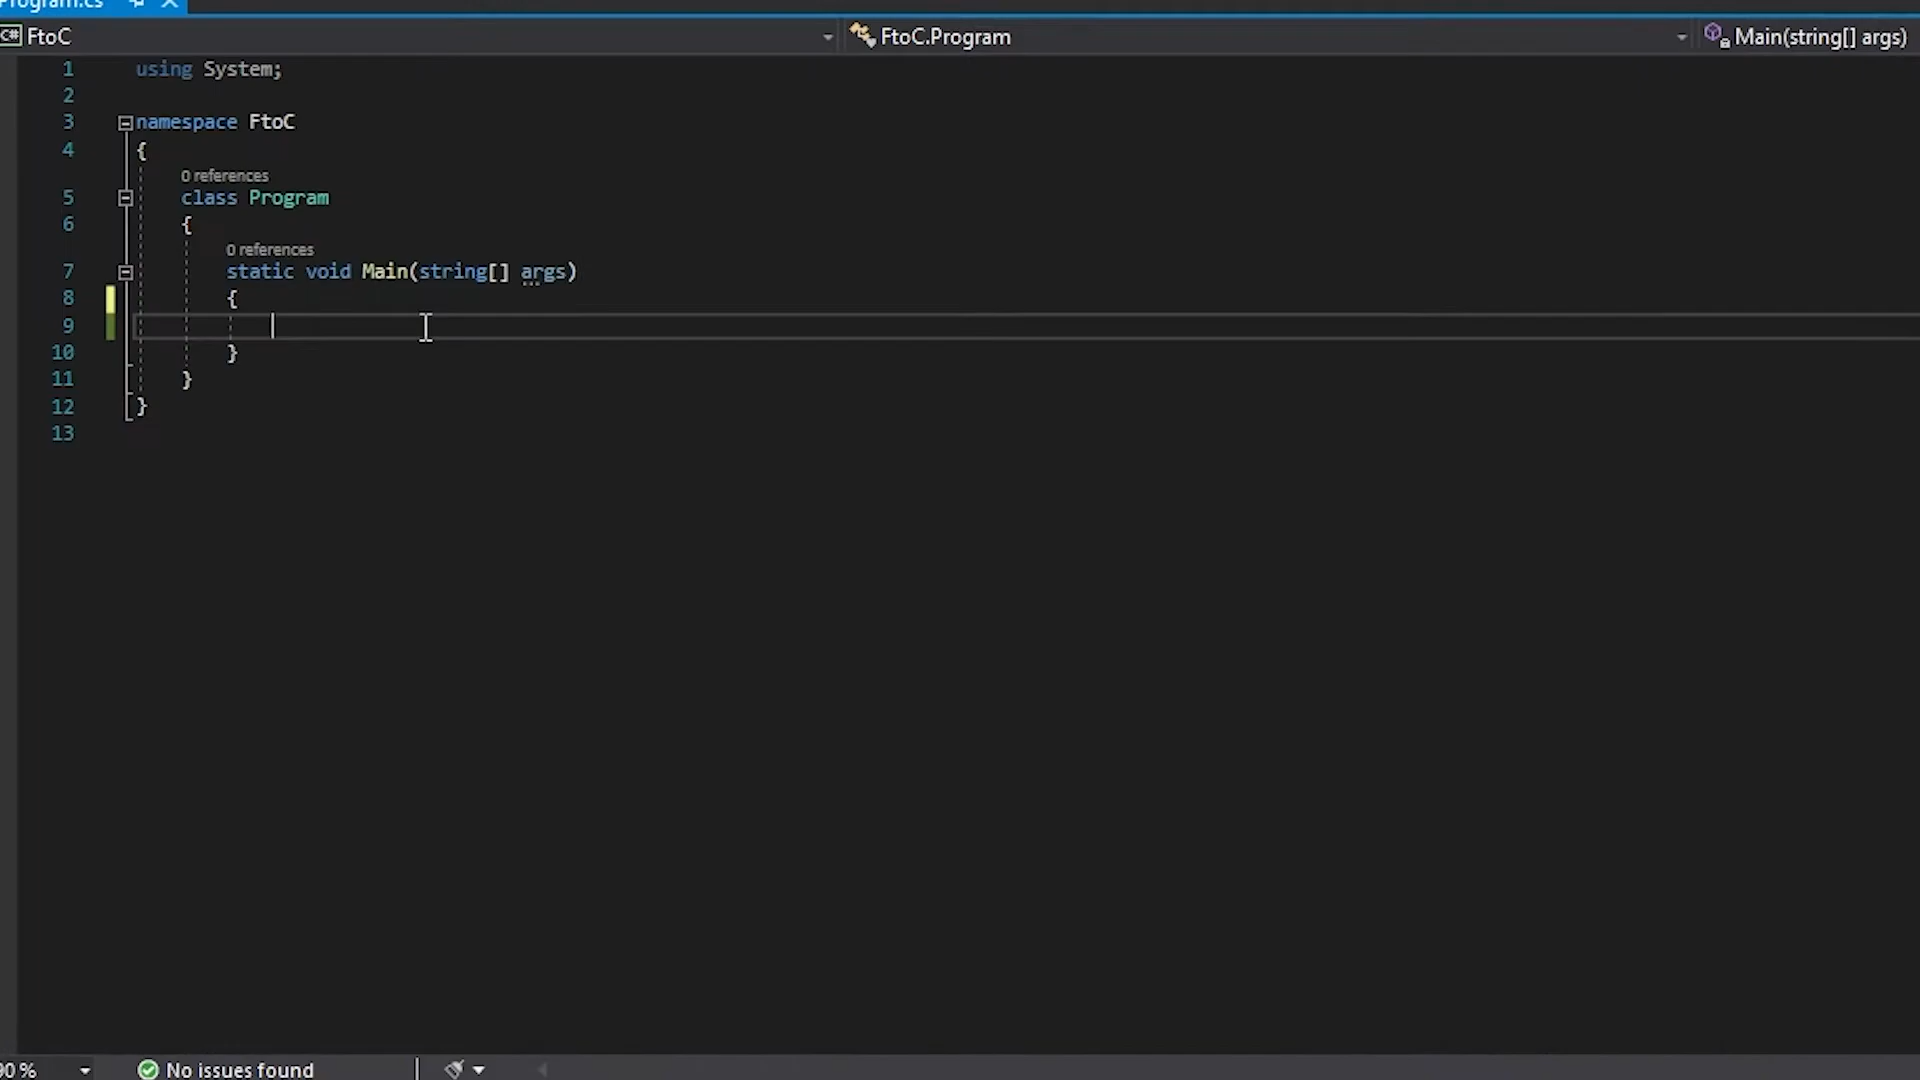 Program.cs
C# FtoC FtoC.Program Main(string[] args)
1 using System;
2
3 namespace FtoC
4 {
0 references
5 class Program
6 {
0 references
7 static void Main(string[] args)
8 {
9
10 }
11 }
12 }
13
90 % No issues found